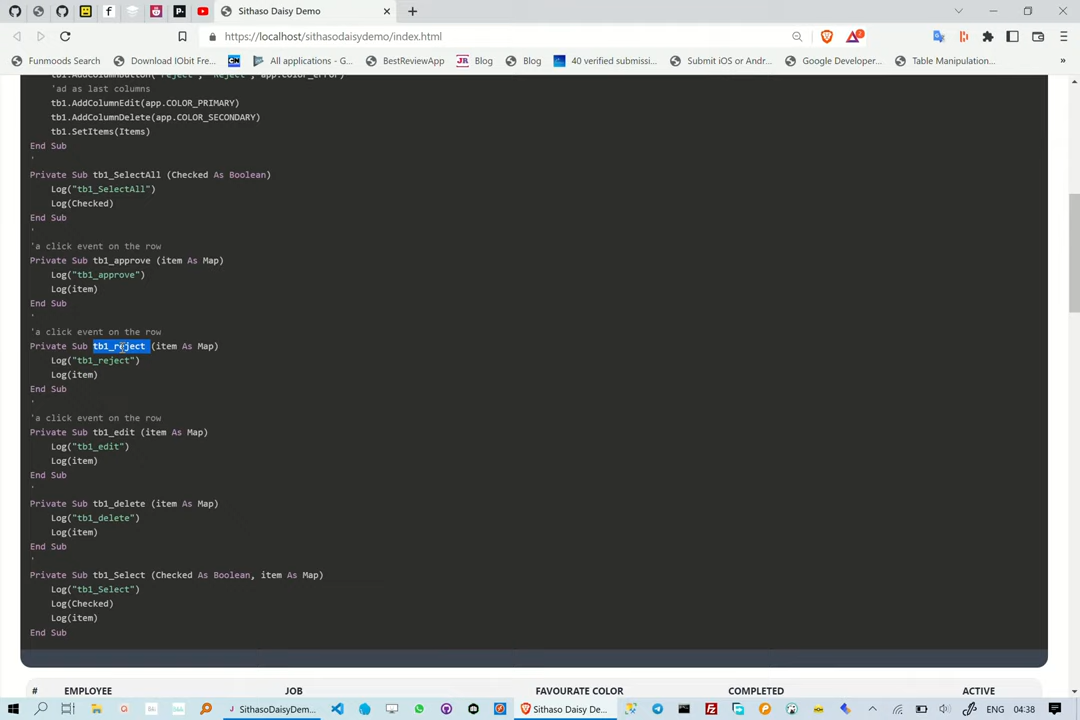 Sithaso Daisy Demo
https://localhost/sithasodaisydemo/index.html
Funmoods Search
Download IObit Fre...
All applications - G...
BestReviewApp
Blog
Blog
40 verified submissi...
Submit iOS or Andr...
Google Developer...
Table Manipulation...
'ad as last columns
tb1.AddColumnEdit(app.COLOR_PRIMARY)
tb1.AddColumnDelete(app.COLOR_SECONDARY)
tb1.SetItems(Items)
End Sub
'
Private Sub tb1_SelectAll (Checked As Boolean)
Log("tb1_SelectAll")
Log(Checked)
End Sub
'
'a click event on the row
Private Sub tb1_approve (item As Map)
Log("tb1_approve")
Log(item)
End Sub
'
'a click event on the row
Private Sub tb1_reject (item As Map)
Log("tb1_reject")
Log(item)
End Sub
'
'a click event on the row
Private Sub tb1_edit (item As Map)
Log("tb1_edit")
Log(item)
End Sub
'
Private Sub tb1_delete (item As Map)
Log("tb1_delete")
Log(item)
End Sub
'
Private Sub tb1_Select (Checked As Boolean, item As Map)
Log("tb1_Select")
Log(Checked)
Log(item)
End Sub
# EMPLOYEE JOB FAVOURATE COLOR COMPLETED ACTIVE
SithasoDaisyDem...
Sithaso Daisy De...
ENG
04:38